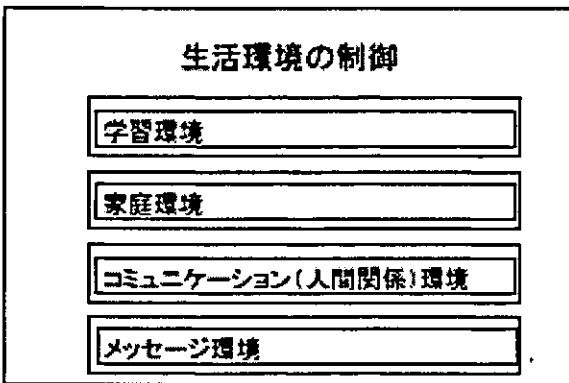 生活環境の制御
学習環境
家庭環境
コミュニケーション(人間関係)環境
メッセージ環境